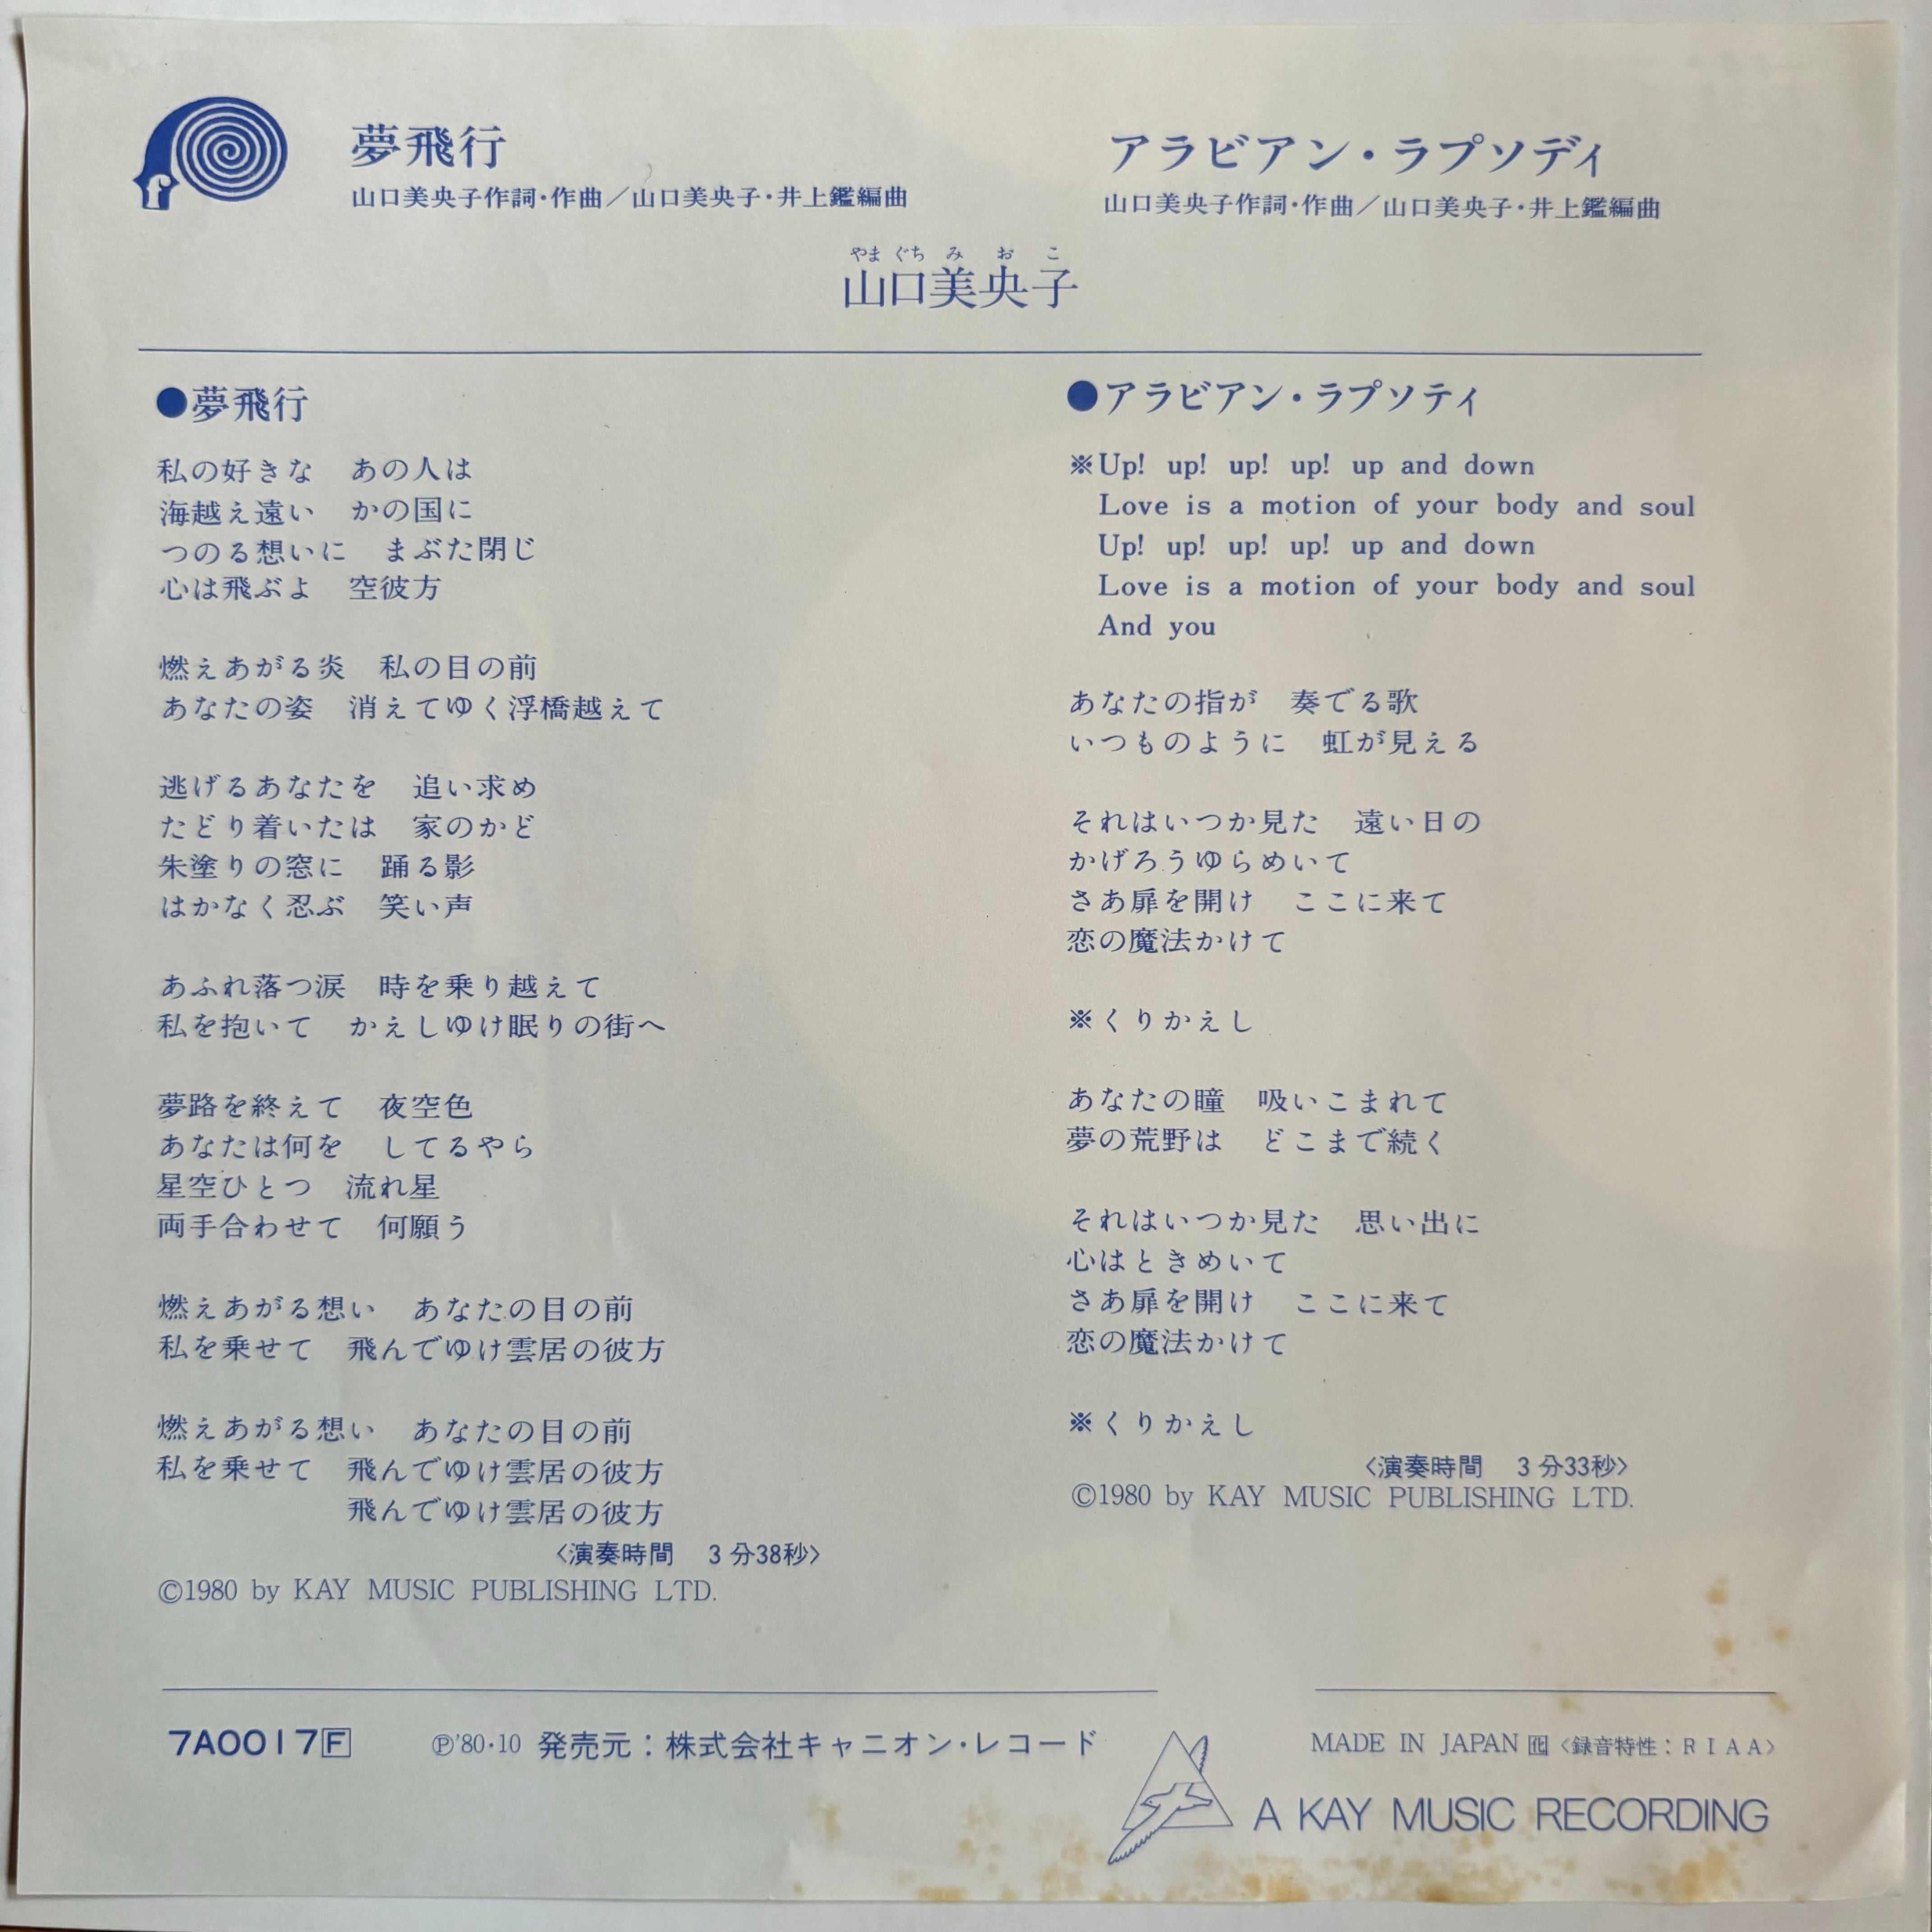 夢飛行
山口美央子作詞・作曲／山口美央子・井上鑑編曲
アラビアン・ラプソディ
山口美央子作詞・作曲／山口美央子・井上鑑編曲
やま ぐち み お こ
山口美央子
●夢飛行
私の好きな　あの人は
海越え遠い　かの国に
つのる想いに　まぶた閉じ
心は飛ぶよ　空彼方
燃えあがる炎　私の目の前
あなたの姿　消えてゆく浮橋越えて
逃げるあなたを　追い求め
たどり着いたは　家のかど
朱塗りの窓に　踊る影
はかなく忍ぶ　笑い声
あふれ落つ涙　時を乗り越えて
私を抱いて　かえしゆけ眠りの街へ
夢路を終えて　夜空色
あなたは何を　してるやら
星空ひとつ　流れ星
両手合わせて　何願う
燃えあがる想い　あなたの目の前
私を乗せて　飛んでゆけ雲居の彼方
燃えあがる想い　あなたの目の前
私を乗せて　飛んでゆけ雲居の彼方
飛んでゆけ雲居の彼方
〈演奏時間　3分38秒〉
©1980 by KAY MUSIC PUBLISHING LTD.
●アラビアン・ラプソティ
※Up! up! up! up! up and down
Love is a motion of your body and soul
Up! up! up! up! up and down
Love is a motion of your body and soul
And you
あなたの指が　奏でる歌
いつものように　虹が見える
それはいつか見た　遠い日の
かげろうゆらめいて
さあ扉を開け　ここに来て
恋の魔法かけて
※くりかえし
あなたの瞳　吸いこまれて
夢の荒野は　どこまで続く
それはいつか見た　思い出に
心はときめいて
さあ扉を開け　ここに来て
恋の魔法かけて
※くりかえし
〈演奏時間　3分33秒〉
©1980 by KAY MUSIC PUBLISHING LTD.
7A0017F
℗'80・10 発売元：株式会社キャニオン・レコード
MADE IN JAPAN 〈録音特性：RIAA〉
A KAY MUSIC RECORDING